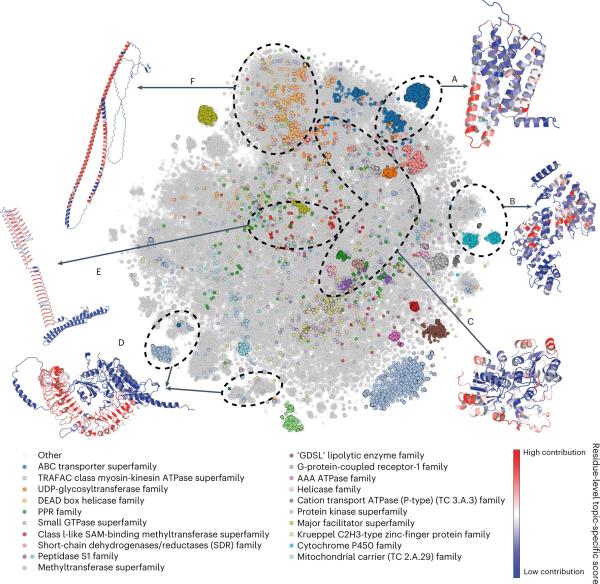 F
A
B
E
C
D
Other
ABC transporter superfamily
TRAFAC class myosin-kinesin ATPase superfamily
UDP-glycosyltransferase family
DEAD box helicase family
PPR family
Small GTPase superfamily
Class I-like SAM-binding methyltransferase superfamily
Short-chain dehydrogenases/reductases (SDR) family
Peptidase S1 family
Methyltransferase superfamily
'GDSL' lipolytic enzyme family
G-protein-coupled receptor-1 family
AAA ATPase family
Helicase family
Cation transport ATPase (P-type) (TC 3.A.3) family
Protein kinase superfamily
Major facilitator superfamily
Krueppel C2H3-type zinc-finger protein family
Cytochrome P450 family
Mitochondrial carrier (TC 2.A.29) family
High contribution
Low contribution
Residue-level topic-specific score